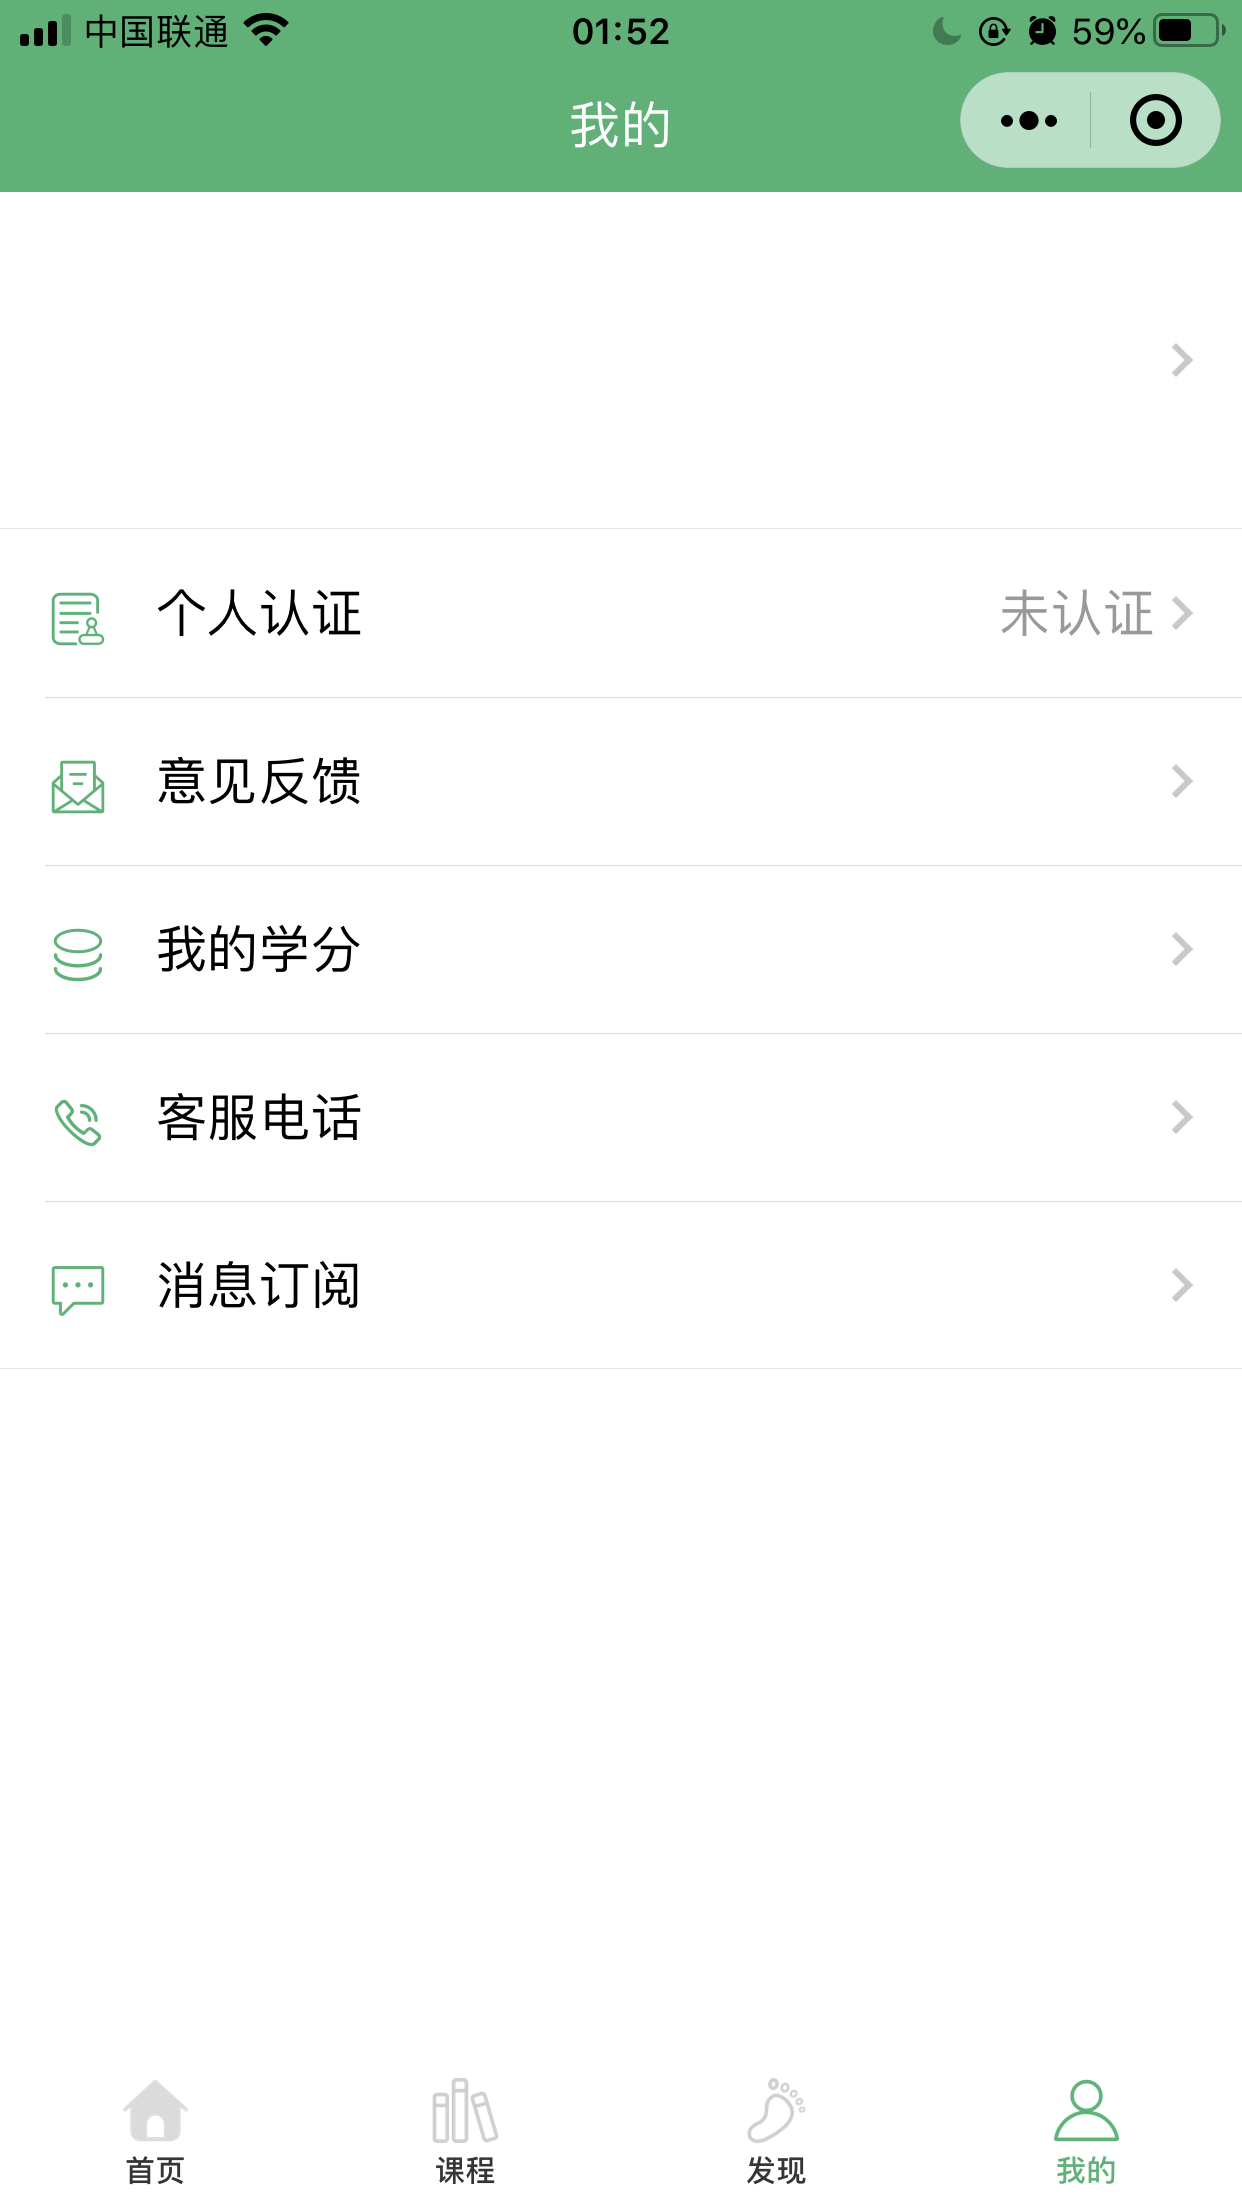 中国联通 01:52 59%
我的
个人认证 未认证
意见反馈
我的学分
客服电话
消息订阅
首页 课程 发现 我的